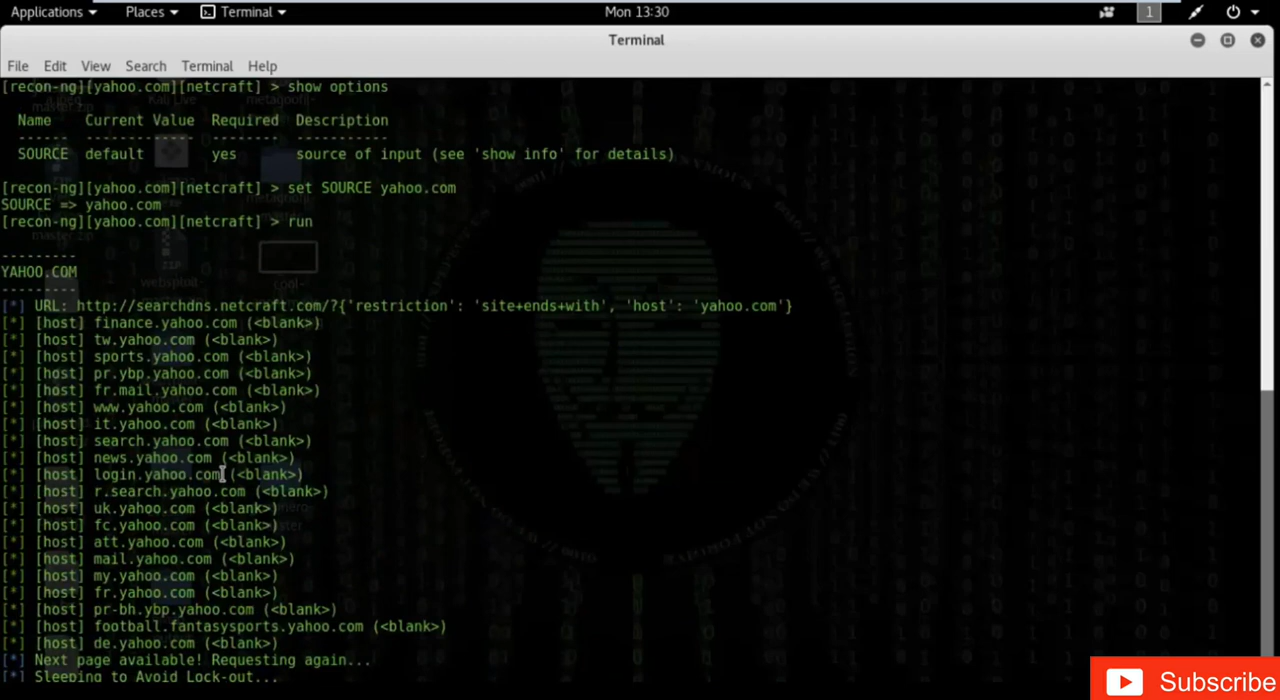 Applications Places Terminal Mon 13:30 1
Terminal
File Edit View Search Terminal Help
[recon-ng][yahoo.com][netcraft] > show options
Name Current Value Required Description
---- ------------- -------- -----------
SOURCE default yes source of input (see 'show info' for details)
[recon-ng][yahoo.com][netcraft] > set SOURCE yahoo.com
SOURCE => yahoo.com
[recon-ng][yahoo.com][netcraft] > run
---------
YAHOO.COM
---------
[*] URL: http://searchdns.netcraft.com/?{'restriction': 'site+ends+with', 'host': 'yahoo.com'}
[*] [host] finance.yahoo.com (<blank>)
[*] [host] tw.yahoo.com (<blank>)
[*] [host] sports.yahoo.com (<blank>)
[*] [host] pr.ybp.yahoo.com (<blank>)
[*] [host] fr.mail.yahoo.com (<blank>)
[*] [host] www.yahoo.com (<blank>)
[*] [host] it.yahoo.com (<blank>)
[*] [host] search.yahoo.com (<blank>)
[*] [host] news.yahoo.com (<blank>)
[*] [host] login.yahoo.com (<blank>)
[*] [host] r.search.yahoo.com (<blank>)
[*] [host] uk.yahoo.com (<blank>)
[*] [host] fc.yahoo.com (<blank>)
[*] [host] att.yahoo.com (<blank>)
[*] [host] mail.yahoo.com (<blank>)
[*] [host] my.yahoo.com (<blank>)
[*] [host] fr.yahoo.com (<blank>)
[*] [host] pr-bh.ybp.yahoo.com (<blank>)
[*] [host] football.fantasysports.yahoo.com (<blank>)
[*] [host] de.yahoo.com (<blank>)
[*] Next page available! Requesting again...
[*] Sleeping to Avoid Lock-out...
Subscribe